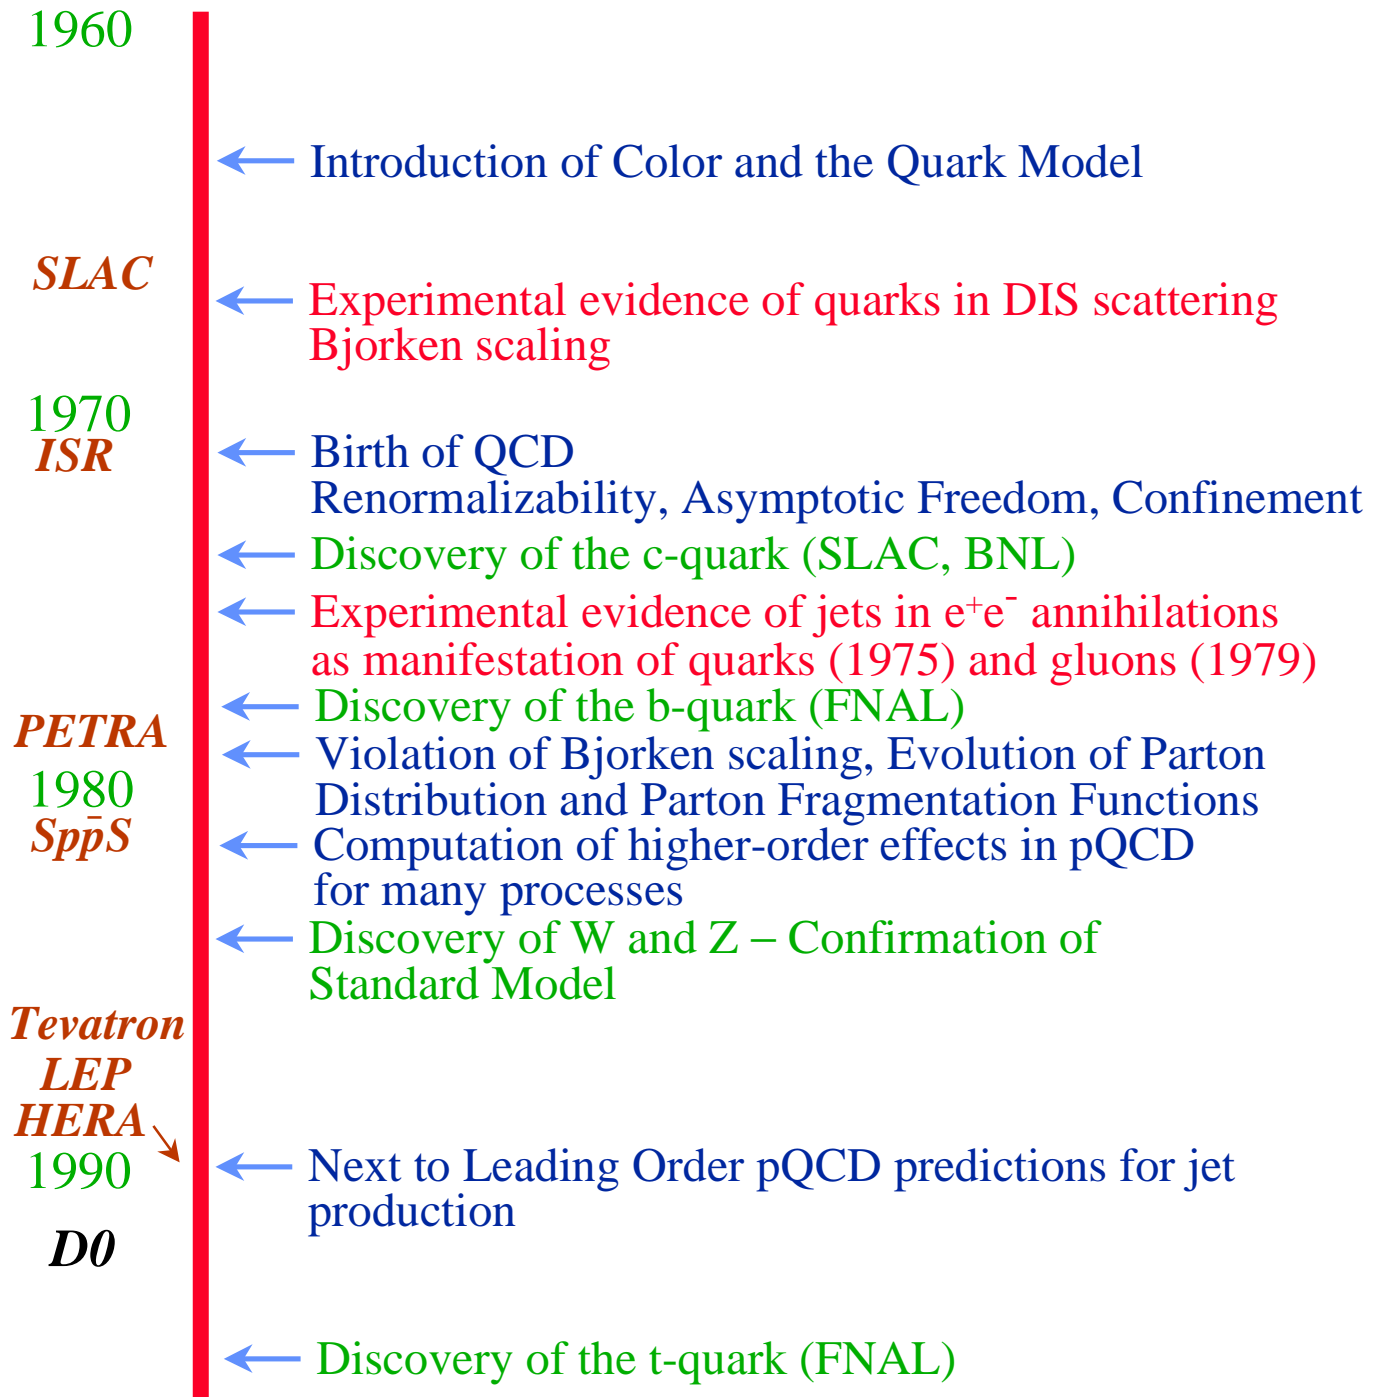 1960
Introduction of Color and the Quark Model
SLAC
Experimental evidence of quarks in DIS scattering
Bjorken scaling
1970
ISR
Birth of QCD
Renormalizability, Asymptotic Freedom, Confinement
Discovery of the c-quark (SLAC, BNL)
Experimental evidence of jets in e⁺e⁻ annihilations
as manifestation of quarks (1975) and gluons (1979)
Discovery of the b-quark (FNAL)
PETRA
Violation of Bjorken scaling, Evolution of Parton
1980
Distribution and Parton Fragmentation Functions
Spp̄S
Computation of higher-order effects in pQCD
for many processes
Discovery of W and Z – Confirmation of
Standard Model
Tevatron
LEP
HERA
1990
Next to Leading Order pQCD predictions for jet
production
D0
Discovery of the t-quark (FNAL)